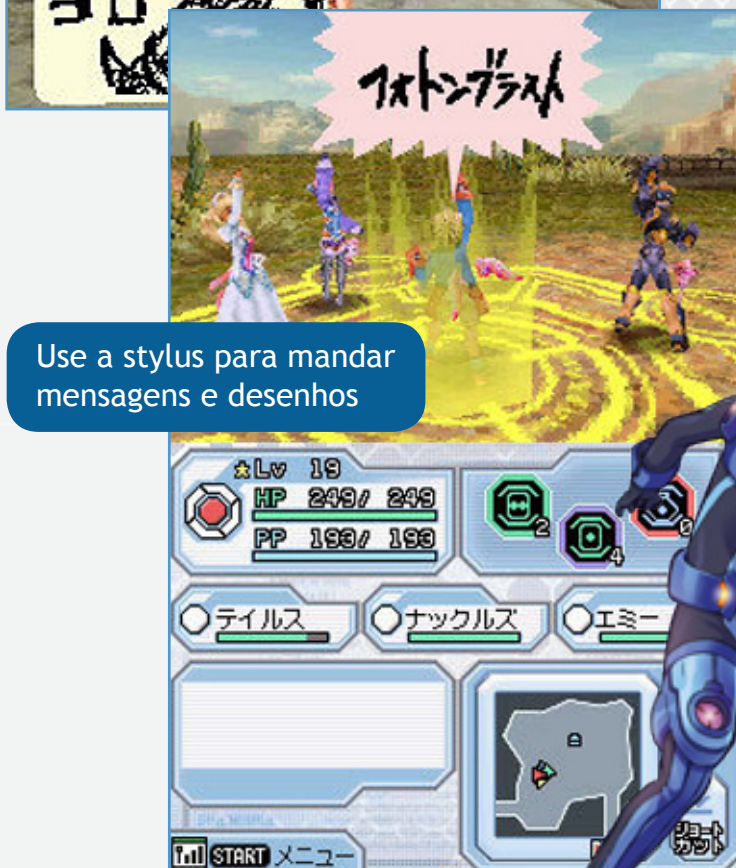 フォトンブラスト
Use a stylus para mandar
mensagens e desenhos
☆Lv 19
HP 249/ 249
PP 193/ 193
2
4
0
テイルス
ナックルズ
エミー
START メニュー
ショート
カット